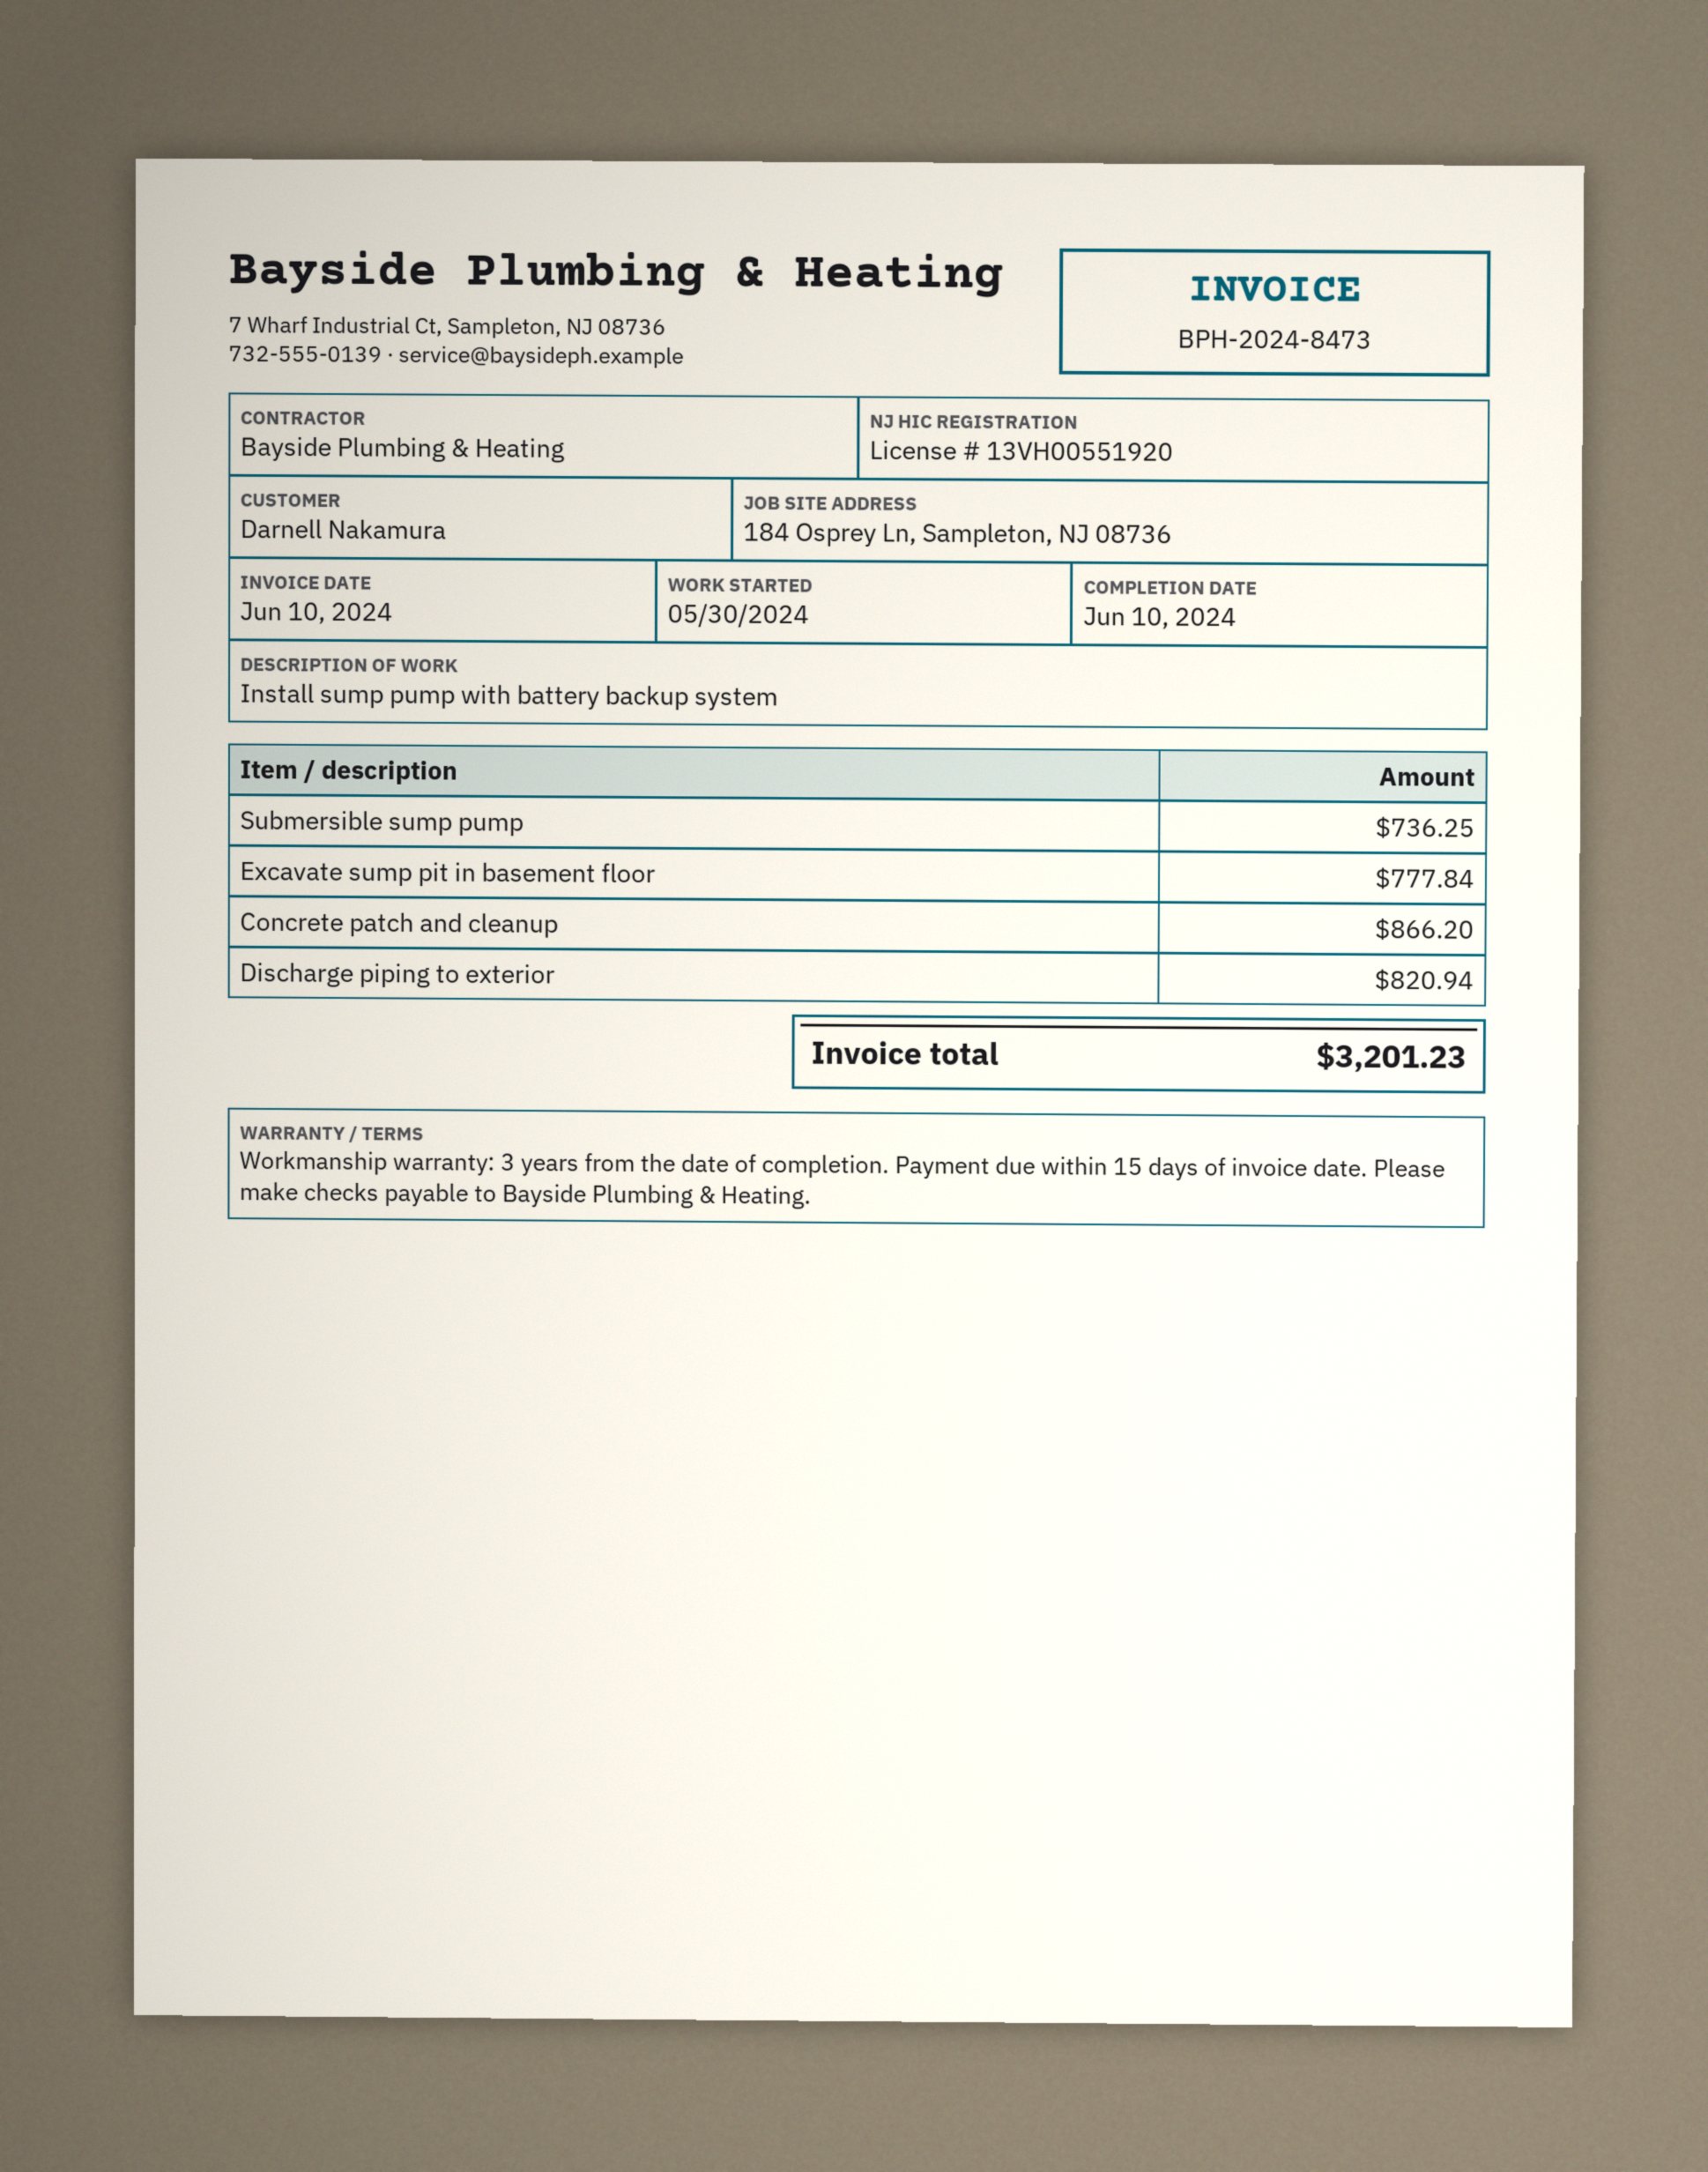 Bayside Plumbing & Heating
7 Wharf Industrial Ct, Sampleton, NJ 08736
732-555-0139 · service@baysideph.example
INVOICE
BPH-2024-8473
CONTRACTOR
Bayside Plumbing & Heating
NJ HIC REGISTRATION
License # 13VH00551920
CUSTOMER
Darnell Nakamura
JOB SITE ADDRESS
184 Osprey Ln, Sampleton, NJ 08736
INVOICE DATE
Jun 10, 2024
WORK STARTED
05/30/2024
COMPLETION DATE
Jun 10, 2024
DESCRIPTION OF WORK
Install sump pump with battery backup system
Item / description Amount
Submersible sump pump $736.25
Excavate sump pit in basement floor $777.84
Concrete patch and cleanup $866.20
Discharge piping to exterior $820.94
Invoice total $3,201.23
WARRANTY / TERMS
Workmanship warranty: 3 years from the date of completion. Payment due within 15 days of invoice date. Please
make checks payable to Bayside Plumbing & Heating.